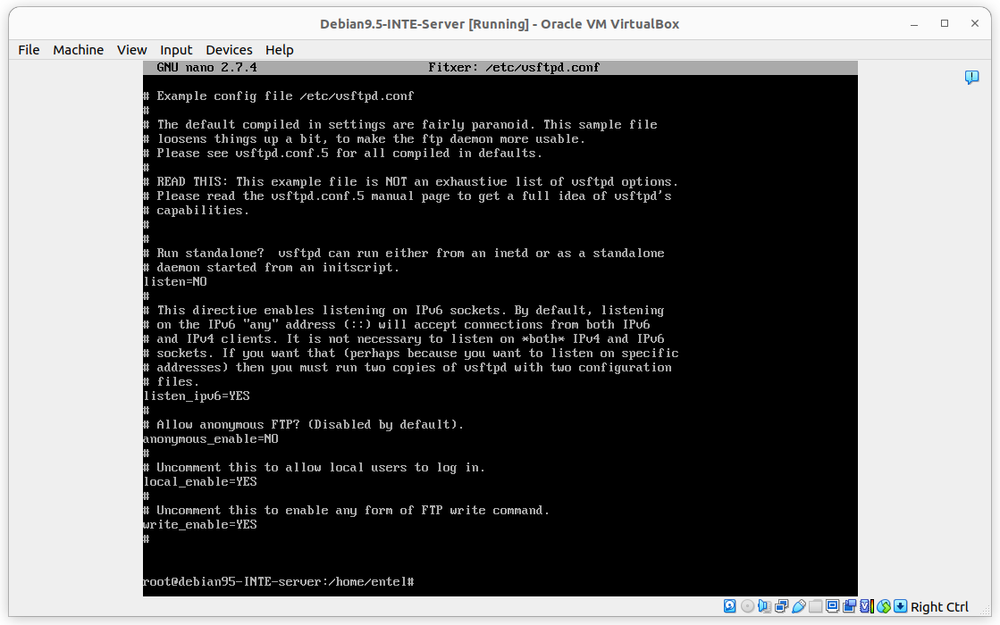 Debian9.5-INTE-Server [Running] - Oracle VM VirtualBox
File Machine View Input Devices Help
GNU nano 2.7.4 Fitxer: /etc/vsftpd.conf
# Example config file /etc/vsftpd.conf
#
# The default compiled in settings are fairly paranoid. This sample file
# loosens things up a bit, to make the ftp daemon more usable.
# Please see vsftpd.conf.5 for all compiled in defaults.
#
# READ THIS: This example file is NOT an exhaustive list of vsftpd options.
# Please read the vsftpd.conf.5 manual page to get a full idea of vsftpd's
# capabilities.
#
#
# Run standalone?  vsftpd can run either from an inetd or as a standalone
# daemon started from an initscript.
listen=NO
#
# This directive enables listening on IPv6 sockets. By default, listening
# on the IPv6 "any" address (::) will accept connections from both IPv6
# and IPv4 clients. It is not necessary to listen on *both* IPv4 and IPv6
# sockets. If you want that (perhaps because you want to listen on specific
# addresses) then you must run two copies of vsftpd with two configuration
# files.
listen_ipv6=YES
#
# Allow anonymous FTP? (Disabled by default).
anonymous_enable=NO
#
# Uncomment this to allow local users to log in.
local_enable=YES
#
# Uncomment this to enable any form of FTP write command.
write_enable=YES
#
root@debian95-INTE-server:/home/entel#
Right Ctrl